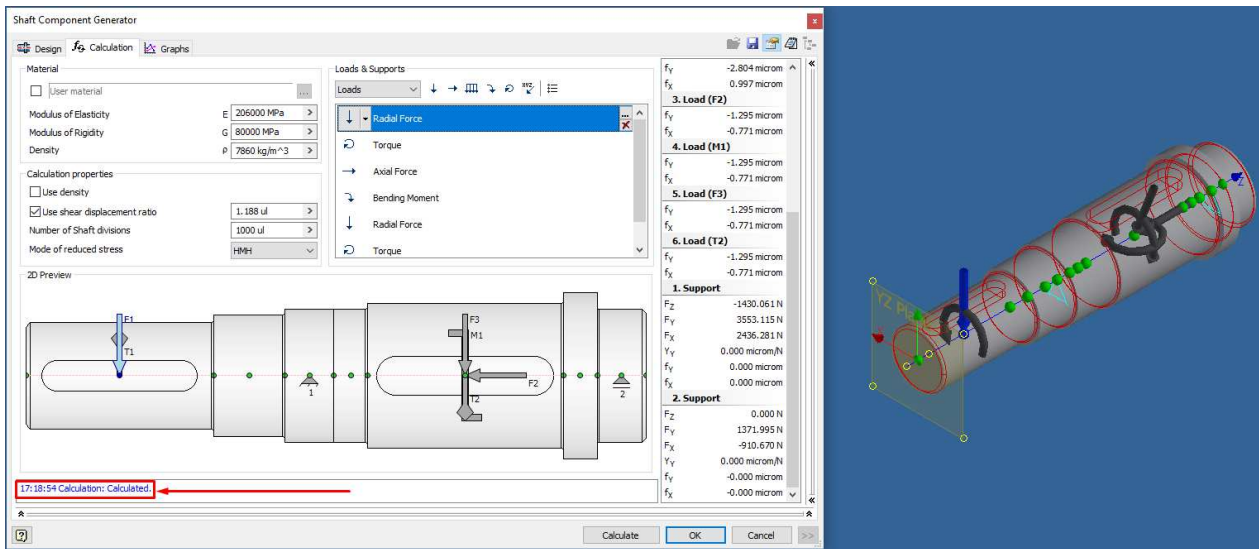 Shaft Component Generator
x
Design
Calculation
Graphs
Material
User material
...
Modulus of Elasticity E 206000 MPa >
Modulus of Rigidity G 80000 MPa >
Density ρ 7860 kg/m^3 >
Calculation properties
Use density
Use shear displacement ratio 1.188 ul >
Number of Shaft divisions 1000 ul >
Mode of reduced stress HMH
Loads & Supports
Loads
Radial Force
Torque
Axial Force
Bending Moment
Radial Force
Torque
2D Preview
F1
T1
1
F3
M1
F2
T2
2
17:18:54 Calculation: Calculated.
fY -2.804 microm
fX 0.997 microm
3. Load (F2)
fY -1.295 microm
fX -0.771 microm
4. Load (M1)
fY -1.295 microm
fX -0.771 microm
5. Load (F3)
fY -1.295 microm
fX -0.771 microm
6. Load (T2)
fY -1.295 microm
fX -0.771 microm
1. Support
FZ -1430.061 N
FY 3553.115 N
FX 2436.281 N
YY 0.000 microm/N
fY 0.000 microm
fX 0.000 microm
2. Support
FZ 0.000 N
FY 1371.995 N
FX -910.670 N
YY 0.000 microm/N
fY -0.000 microm
fX -0.000 microm
?
Calculate
OK
Cancel
>>
Z